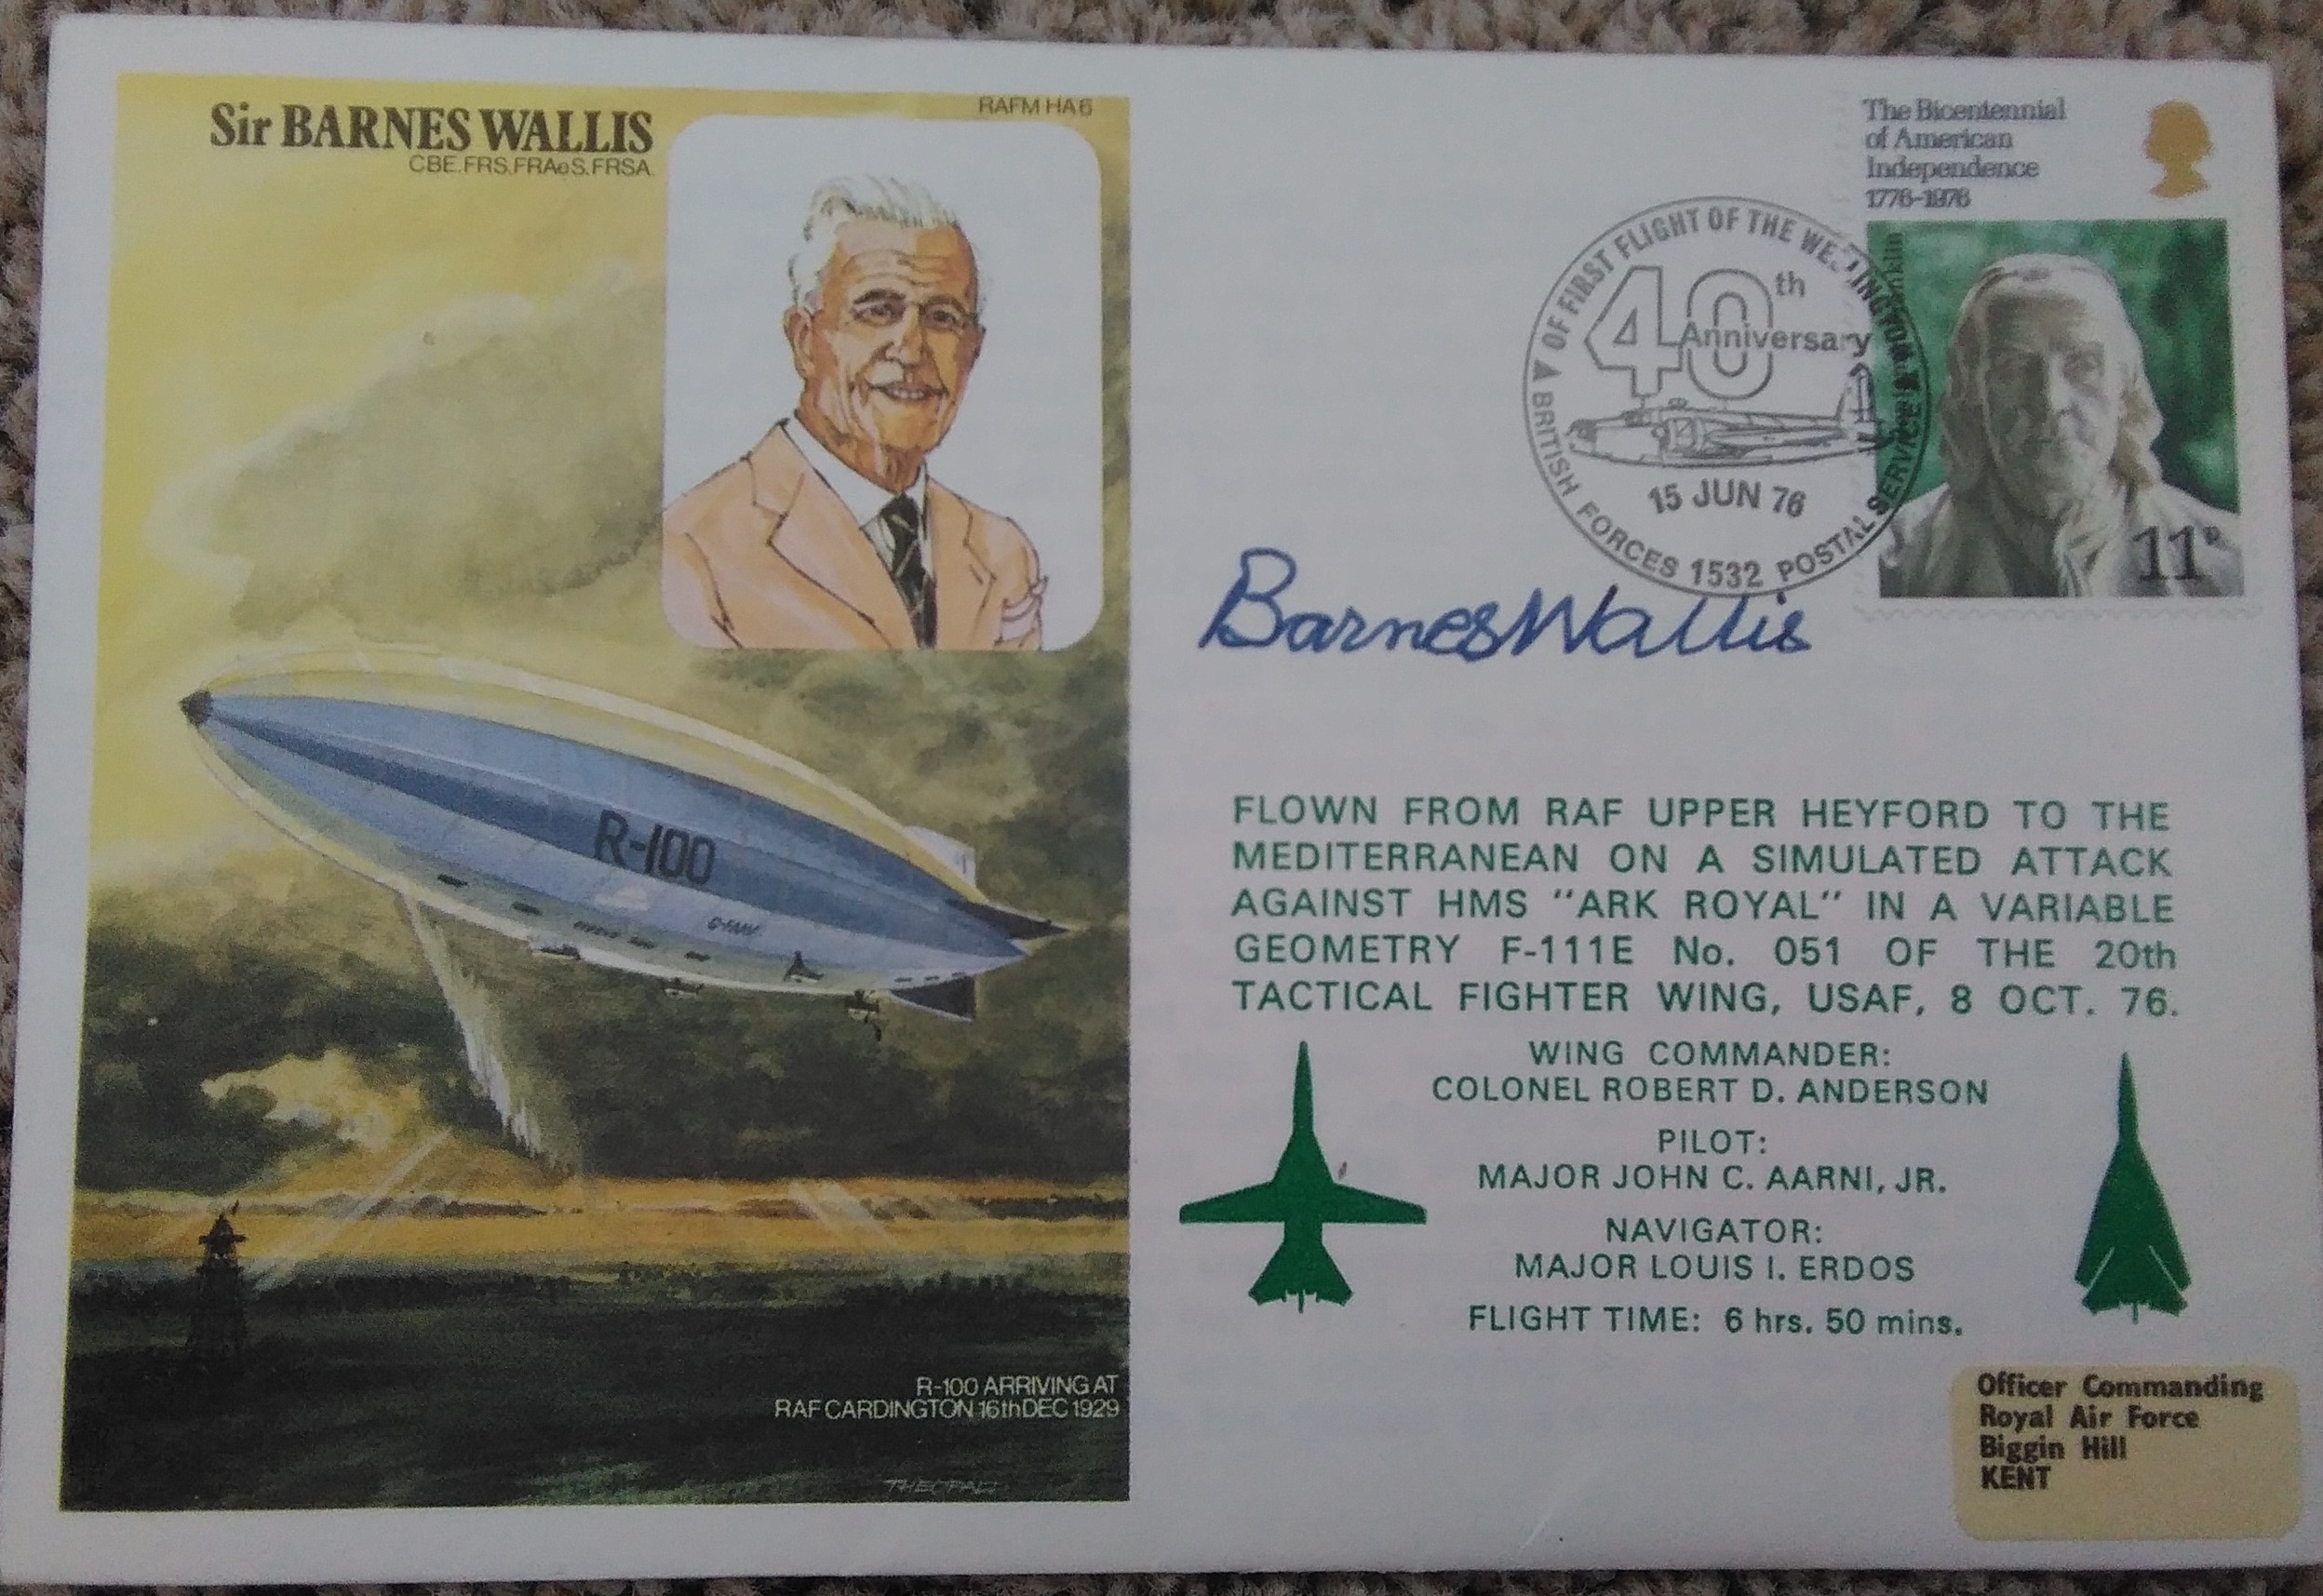 Sir BARNES WALLIS
CBE.FRS.FRAeS.FRSA.
RAFM HA6
R-100
G-FAAV
R-100 ARRIVING AT
RAF CARDINGTON 16th DEC 1929
The Bicentennial
of American
Independence
1776-1976
11P
OF FIRST FLIGHT OF THE WELLINGTON
40th
Anniversary
15 JUN 76
BRITISH FORCES 1532 POSTAL SERVICE
Barnes Wallis
FLOWN FROM RAF UPPER HEYFORD TO THE
MEDITERRANEAN ON A SIMULATED ATTACK
AGAINST HMS "ARK ROYAL" IN A VARIABLE
GEOMETRY F-111E No. 051 OF THE 20th
TACTICAL FIGHTER WING, USAF, 8 OCT. 76.
WING COMMANDER:
COLONEL ROBERT D. ANDERSON
PILOT:
MAJOR JOHN C. AARNI, JR.
NAVIGATOR:
MAJOR LOUIS I. ERDOS
FLIGHT TIME: 6 hrs. 50 mins.
Officer Commanding
Royal Air Force
Biggin Hill
KENT